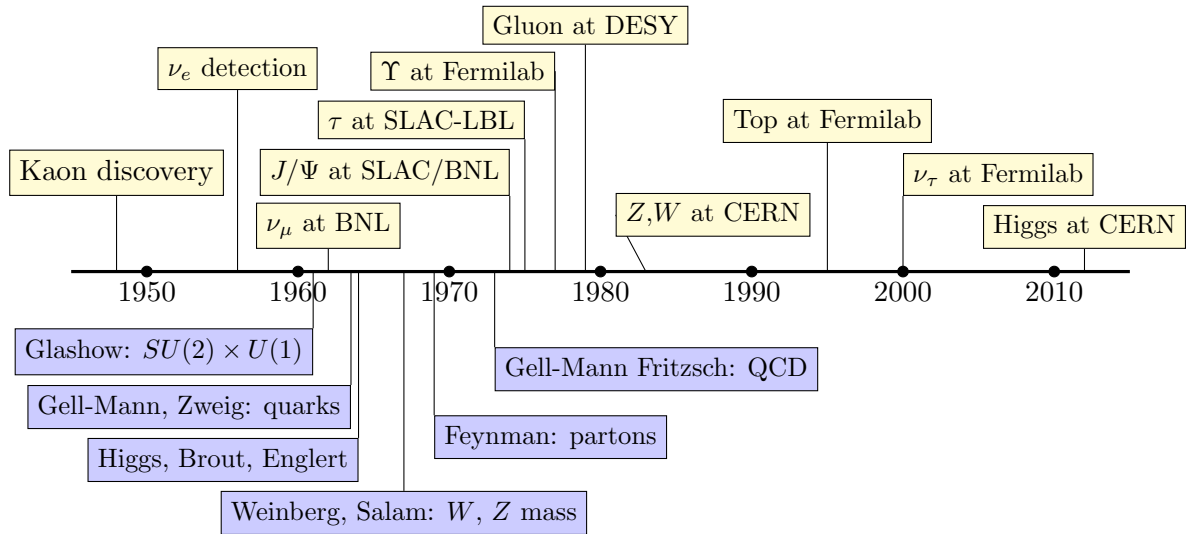 Gluon at DESY
ν_e detection
Υ at Fermilab
τ at SLAC-LBL
Top at Fermilab
Kaon discovery
J/Ψ at SLAC/BNL
ν_τ at Fermilab
ν_μ at BNL
Z,W at CERN
Higgs at CERN
1950 1960 1970 1980 1990 2000 2010
Glashow: SU(2) × U(1)
Gell-Mann Fritzsch: QCD
Gell-Mann, Zweig: quarks
Feynman: partons
Higgs, Brout, Englert
Weinberg, Salam: W, Z mass